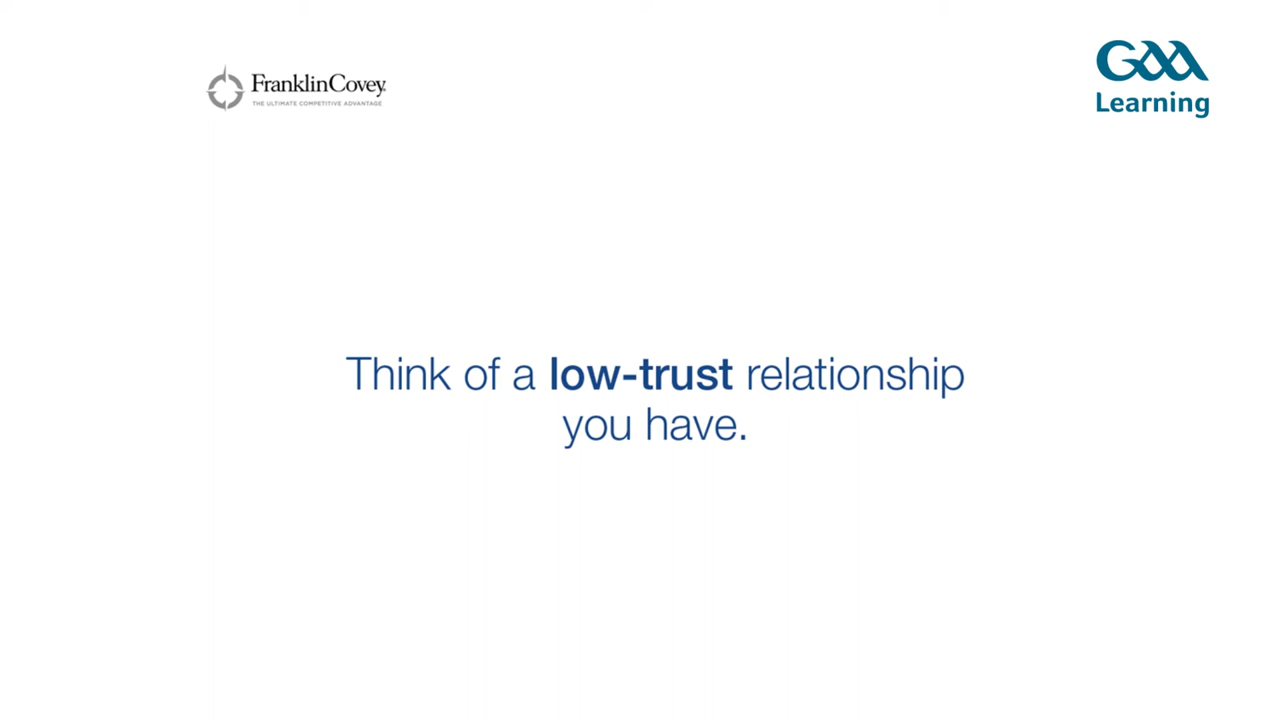 FranklinCovey
THE ULTIMATE COMPETITIVE ADVANTAGE
GAA
Learning
Think of a low-trust relationship
you have.